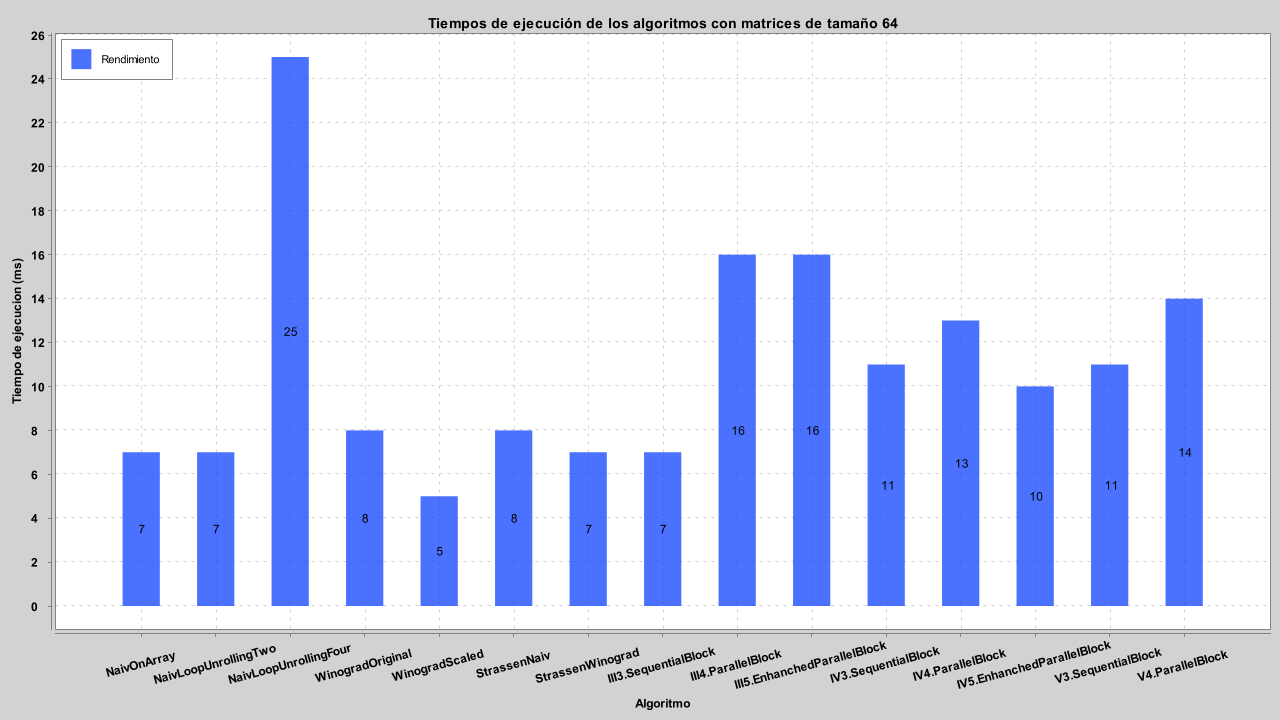 Tiempos de ejecución de los algoritmos con matrices de tamaño 64
Rendimiento
Tiempo de ejecucion (ms)
26
24
22
20
18
16
14
12
10
8
6
4
2
0
7
7
25
8
5
8
7
7
16
16
11
13
10
11
14
NaivOnArray
NaivLoopUnrollingTwo
NaivLoopUnrollingFour
WinogradOriginal
WinogradScaled
StrassenNaiv
StrassenWinograd
III3.SequentialBlock
III4.ParallelBlock
III5.EnhanchedParallelBlock
IV3.SequentialBlock
IV4.ParallelBlock
IV5.EnhanchedParallelBlock
V3.SequentialBlock
V4.ParallelBlock
Algoritmo